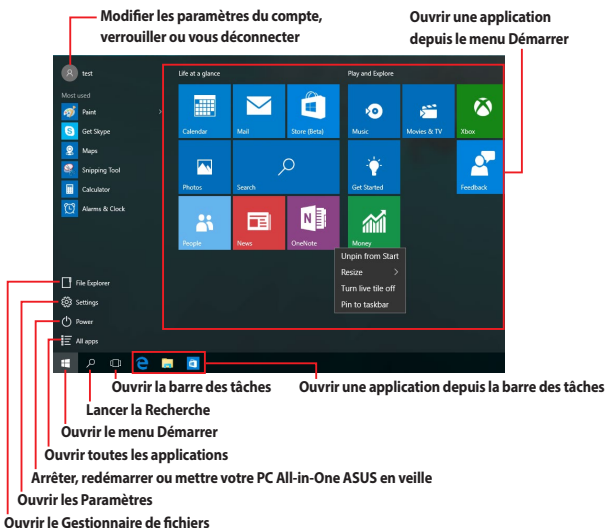 Modifier les paramètres du compte,
verrouiller ou vous déconnecter
Ouvrir une application
depuis le menu Démarrer
test
Life at a glance
Play and Explore
Most used
Paint
Get Skype
Maps
Snipping Tool
Calculator
Alarms & Clock
Calendar
Mail
Store (Beta)
Music
Movies & TV
Xbox
Photos
Search
Get Started
Feedback
People
News
OneNote
Money
Unpin from Start
Resize
Turn live tile off
Pin to taskbar
File Explorer
Settings
Power
All apps
Ouvrir la barre des tâches
Ouvrir une application depuis la barre des tâches
Lancer la Recherche
Ouvrir le menu Démarrer
Ouvrir toutes les applications
Arrêter, redémarrer ou mettre votre PC All-in-One ASUS en veille
Ouvrir les Paramètres
Ouvrir le Gestionnaire de fichiers